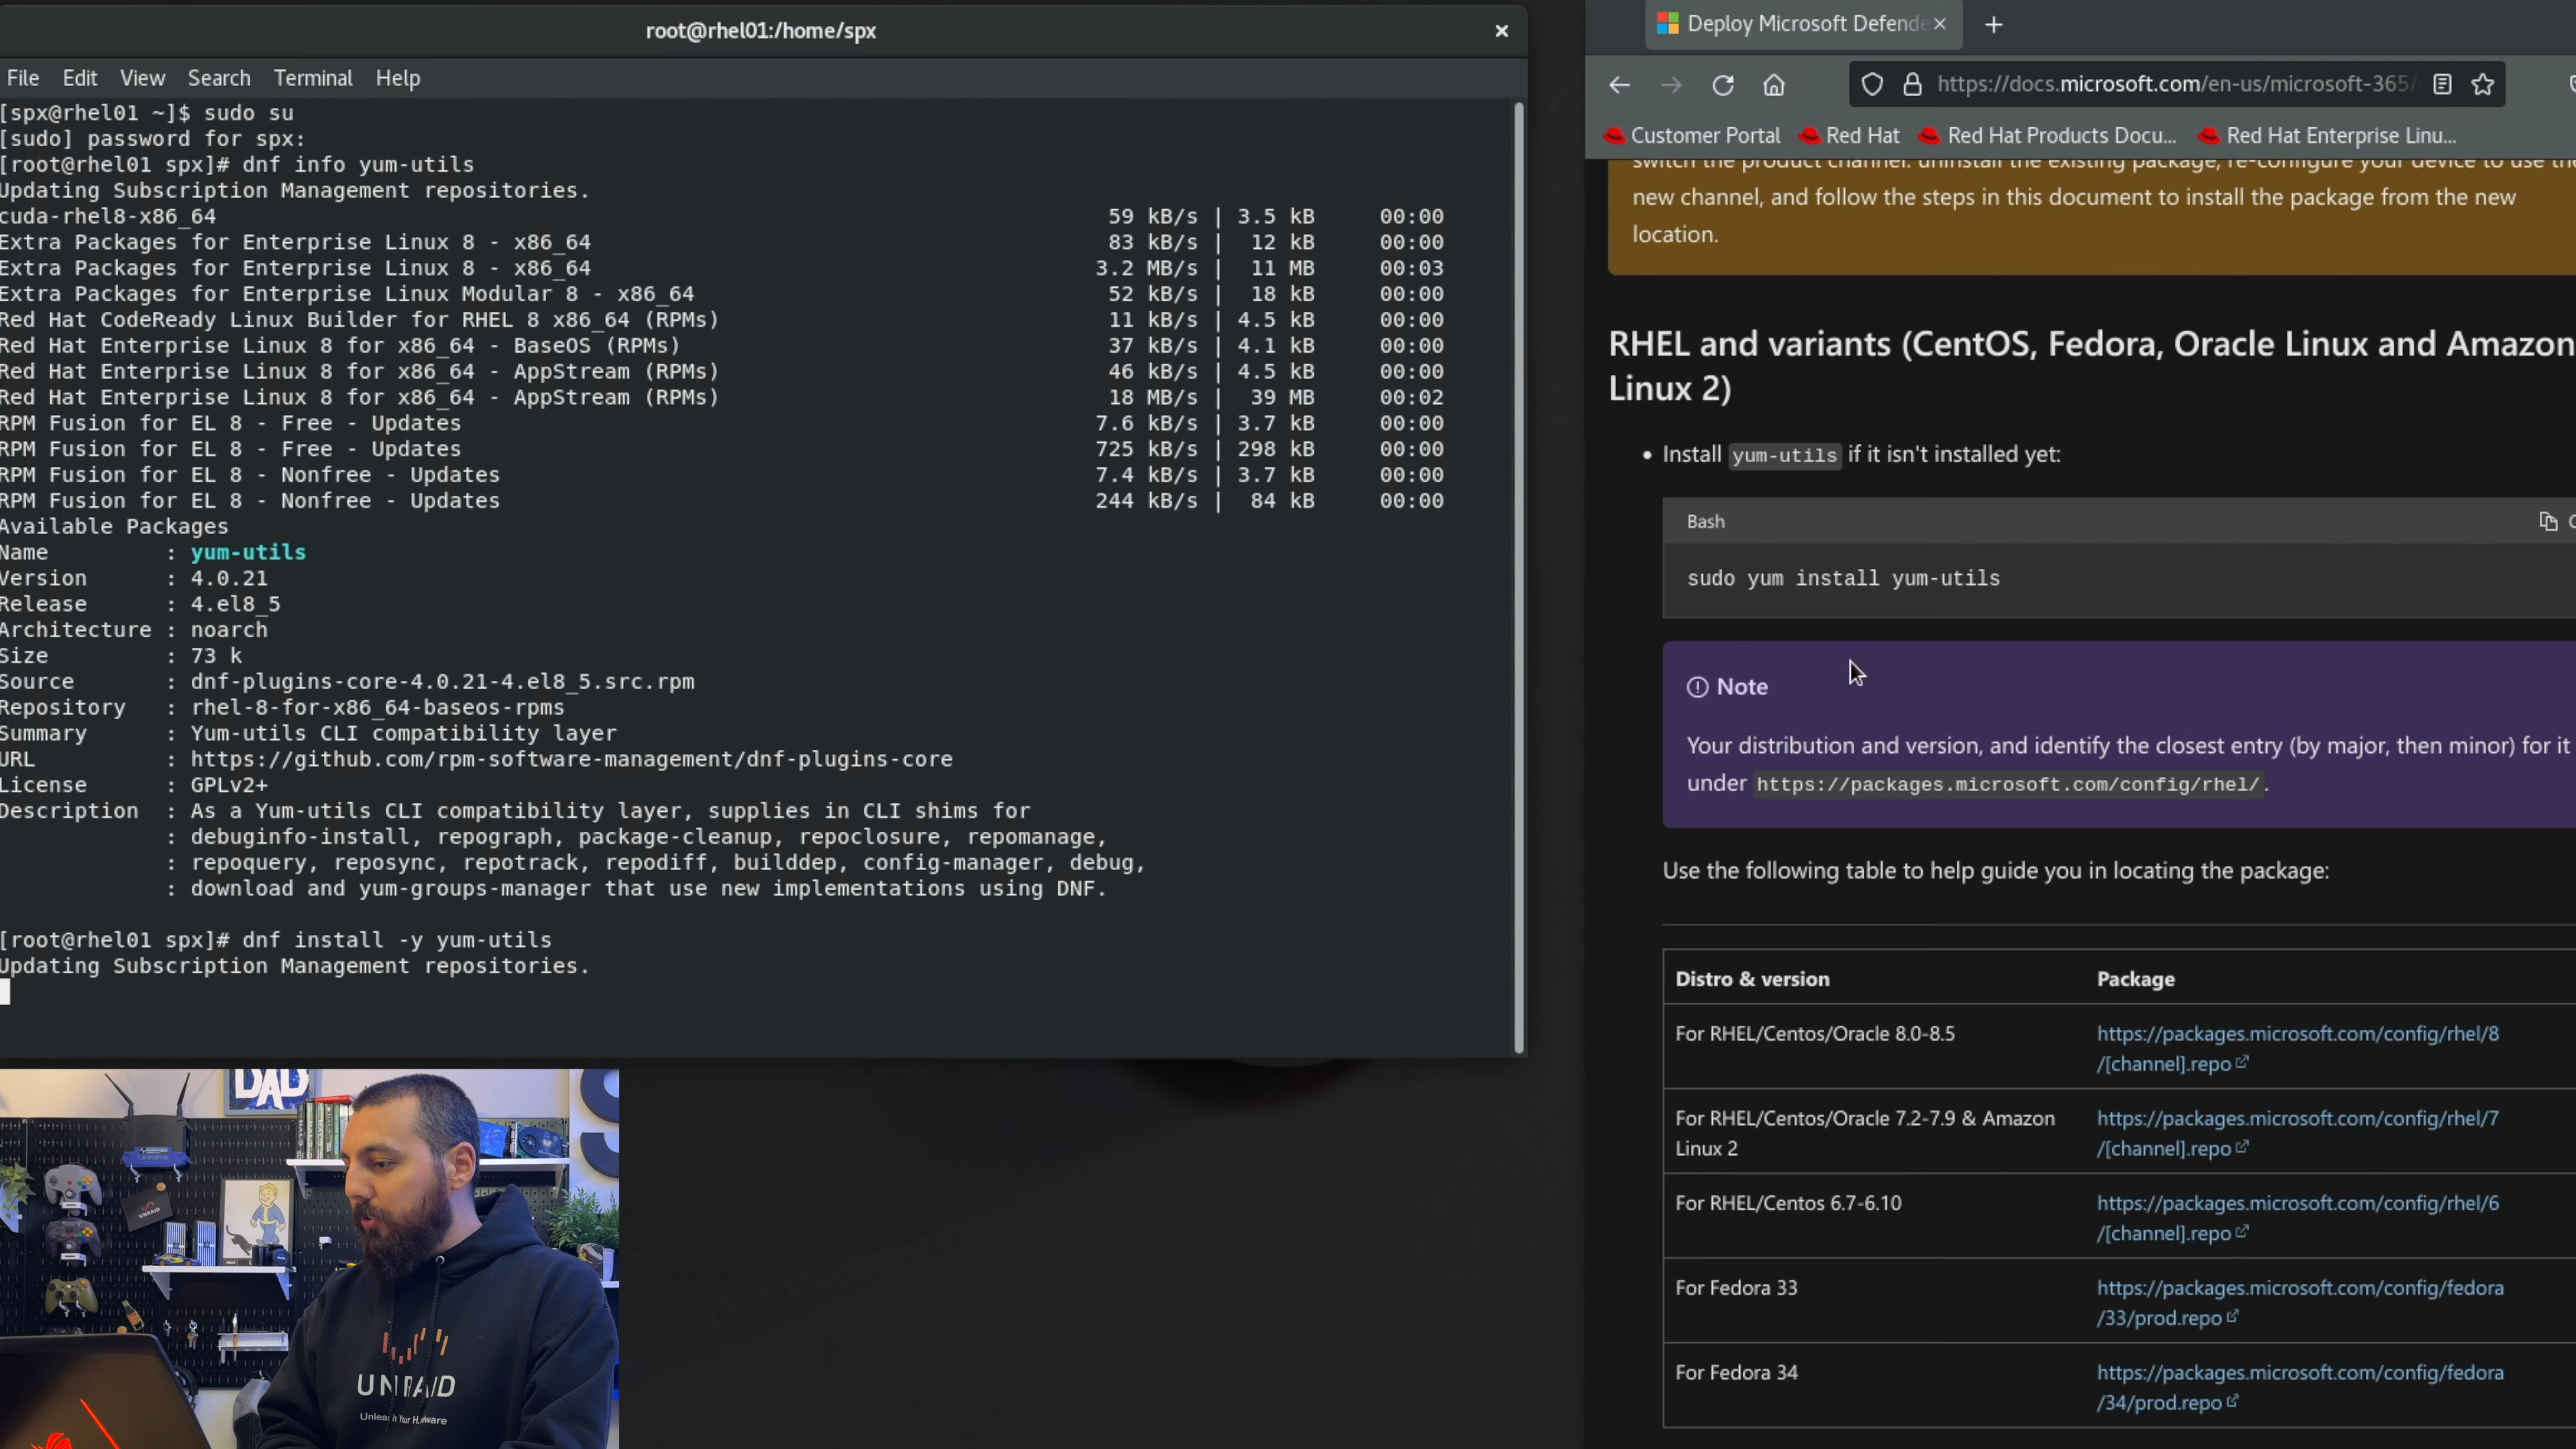 root@rhel01:/home/spx
File Edit View Search Terminal Help
[spx@rhel01 ~]$ sudo su
[sudo] password for spx:
[root@rhel01 spx]# dnf info yum-utils
Updating Subscription Management repositories.
cuda-rhel8-x86_64 59 kB/s | 3.5 kB 00:00
Extra Packages for Enterprise Linux 8 - x86_64 83 kB/s | 12 kB 00:00
Extra Packages for Enterprise Linux 8 - x86_64 3.2 MB/s | 11 MB 00:03
Extra Packages for Enterprise Linux Modular 8 - x86_64 52 kB/s | 18 kB 00:00
Red Hat CodeReady Linux Builder for RHEL 8 x86_64 (RPMs) 11 kB/s | 4.5 kB 00:00
Red Hat Enterprise Linux 8 for x86_64 - BaseOS (RPMs) 37 kB/s | 4.1 kB 00:00
Red Hat Enterprise Linux 8 for x86_64 - AppStream (RPMs) 46 kB/s | 4.5 kB 00:00
Red Hat Enterprise Linux 8 for x86_64 - AppStream (RPMs) 18 MB/s | 39 MB 00:02
RPM Fusion for EL 8 - Free - Updates 7.6 kB/s | 3.7 kB 00:00
RPM Fusion for EL 8 - Free - Updates 725 kB/s | 298 kB 00:00
RPM Fusion for EL 8 - Nonfree - Updates 7.4 kB/s | 3.7 kB 00:00
RPM Fusion for EL 8 - Nonfree - Updates 244 kB/s | 84 kB 00:00
Available Packages
Name : yum-utils
Version : 4.0.21
Release : 4.el8_5
Architecture : noarch
Size : 73 k
Source : dnf-plugins-core-4.0.21-4.el8_5.src.rpm
Repository : rhel-8-for-x86_64-baseos-rpms
Summary : Yum-utils CLI compatibility layer
URL : https://github.com/rpm-software-management/dnf-plugins-core
License : GPLv2+
Description : As a Yum-utils CLI compatibility layer, supplies in CLI shims for
: debuginfo-install, repograph, package-cleanup, repoclosure, repomanage,
: repoquery, reposync, repotrack, repodiff, builddep, config-manager, debug,
: download and yum-groups-manager that use new implementations using DNF.
[root@rhel01 spx]# dnf install -y yum-utils
Updating Subscription Management repositories.
Deploy Microsoft Defende
https://docs.microsoft.com/en-us/microsoft-365/
Customer Portal Red Hat Red Hat Products Docu... Red Hat Enterprise Linu...
switch the product channel: uninstall the existing package, re-configure your device to use the
new channel, and follow the steps in this document to install the package from the new
location.
RHEL and variants (CentOS, Fedora, Oracle Linux and Amazon
Linux 2)
• Install yum-utils if it isn't installed yet:
Bash
sudo yum install yum-utils
Note
Your distribution and version, and identify the closest entry (by major, then minor) for it
under https://packages.microsoft.com/config/rhel/.
Use the following table to help guide you in locating the package:
Distro & version Package
For RHEL/Centos/Oracle 8.0-8.5 https://packages.microsoft.com/config/rhel/8
/[channel].repo
For RHEL/Centos/Oracle 7.2-7.9 & Amazon https://packages.microsoft.com/config/rhel/7
Linux 2 /[channel].repo
For RHEL/Centos 6.7-6.10 https://packages.microsoft.com/config/rhel/6
/[channel].repo
For Fedora 33 https://packages.microsoft.com/config/fedora
/33/prod.repo
For Fedora 34 https://packages.microsoft.com/config/fedora
/34/prod.repo
DAD
UNRAID
UNRAID
Unleash Your Hardware